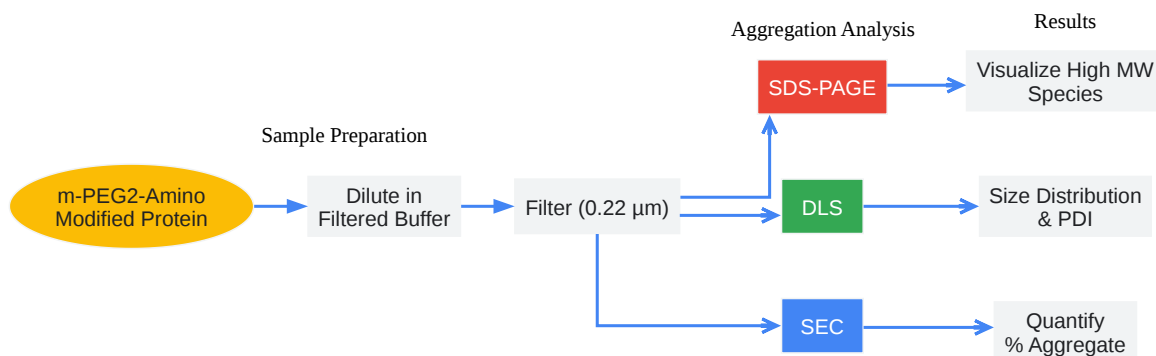 Aggregation Analysis
Results
SDS-PAGE
Visualize High MW
Species
Sample Preparation
m-PEG2-Amino
Modified Protein
Dilute in
Filtered Buffer
Filter (0.22 µm)
DLS
Size Distribution
& PDI
SEC
Quantify
% Aggregate